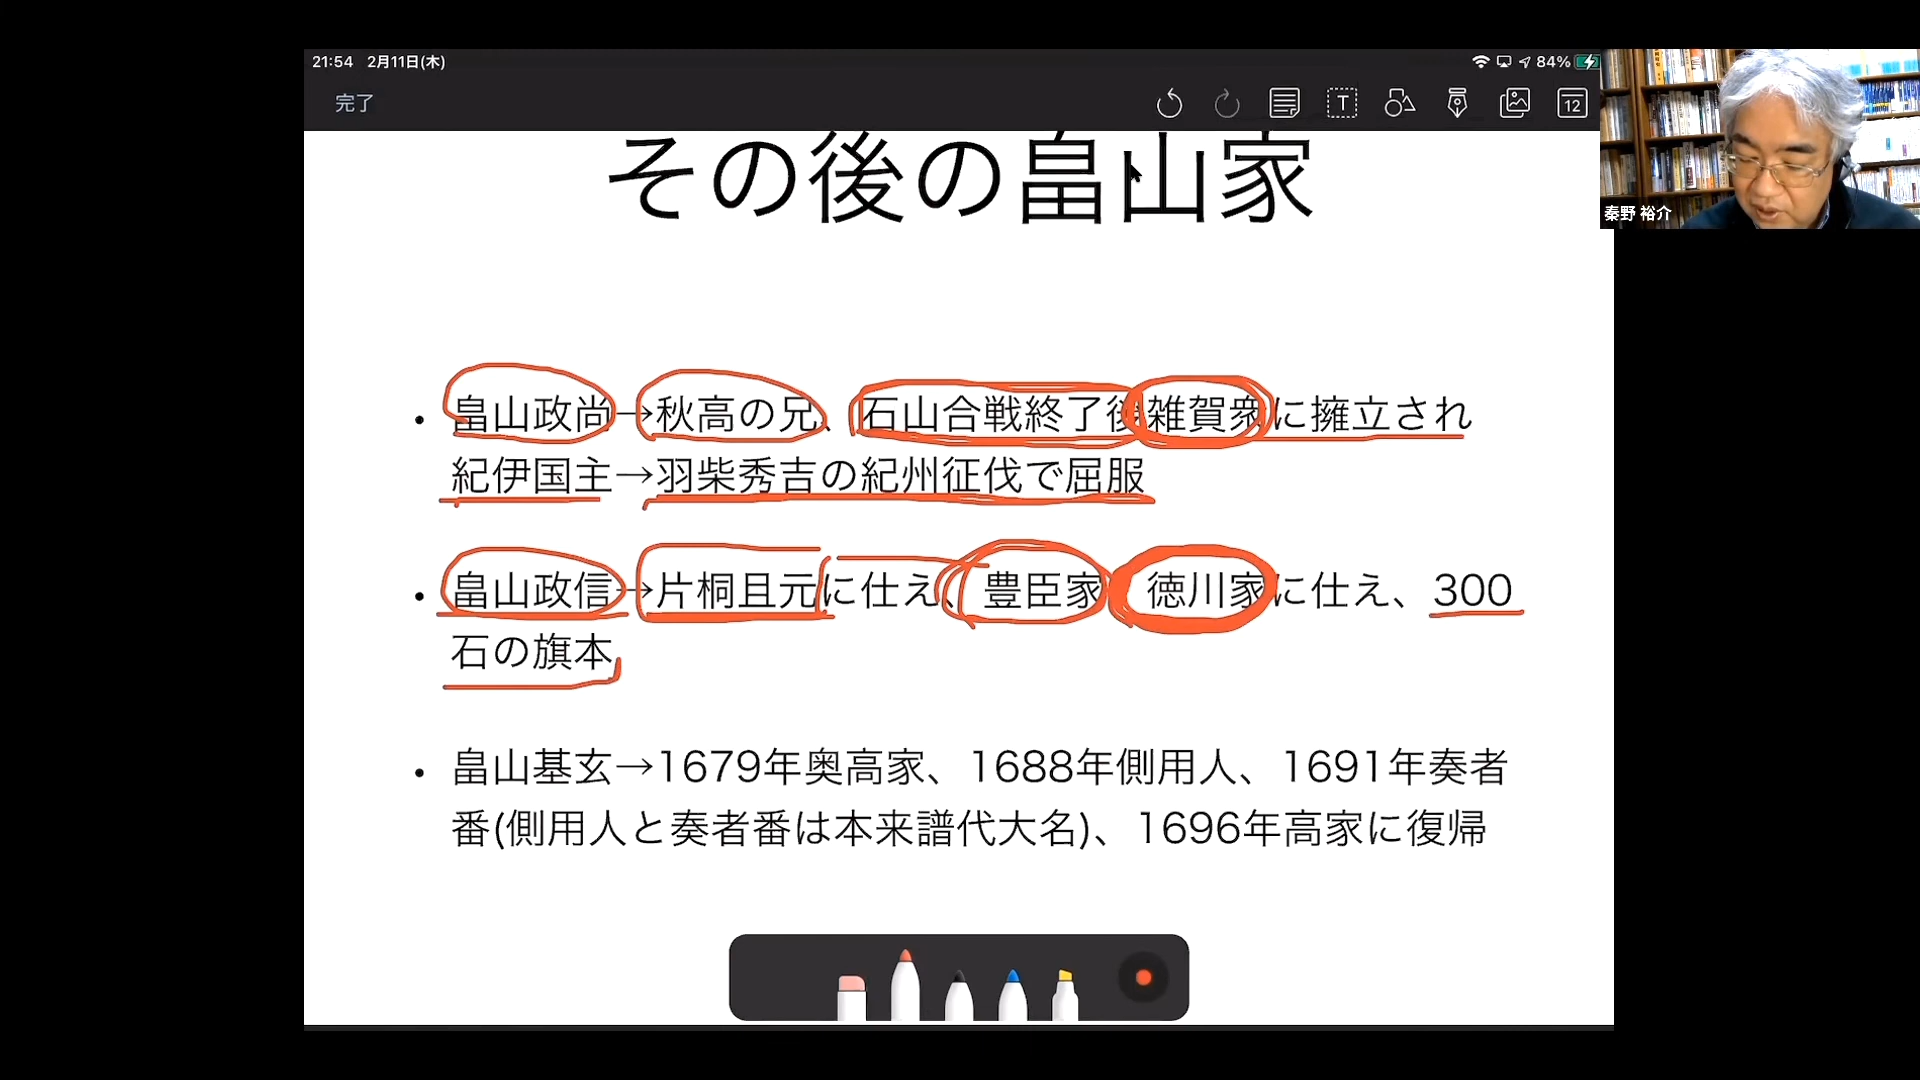 21:54 2月11日(木)
84%
完了
T
12
秦野 裕介
その後の畠山家
• 畠山政尚→秋高の兄、石山合戦終了後雑賀衆に擁立され
紀伊国主→羽柴秀吉の紀州征伐で屈服
• 畠山政信→片桐且元に仕え、豊臣家 徳川家に仕え、300
石の旗本
• 畠山基玄→1679年奥高家、1688年側用人、1691年奏者
番(側用人と奏者番は本来譜代大名)、1696年高家に復帰